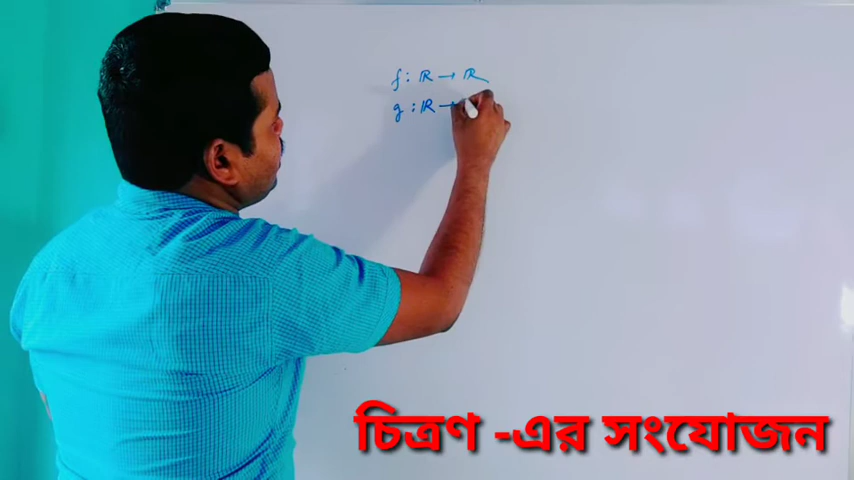 f : ℝ → ℝ
g : ℝ →
চিত্রণ -এর সংযোজন